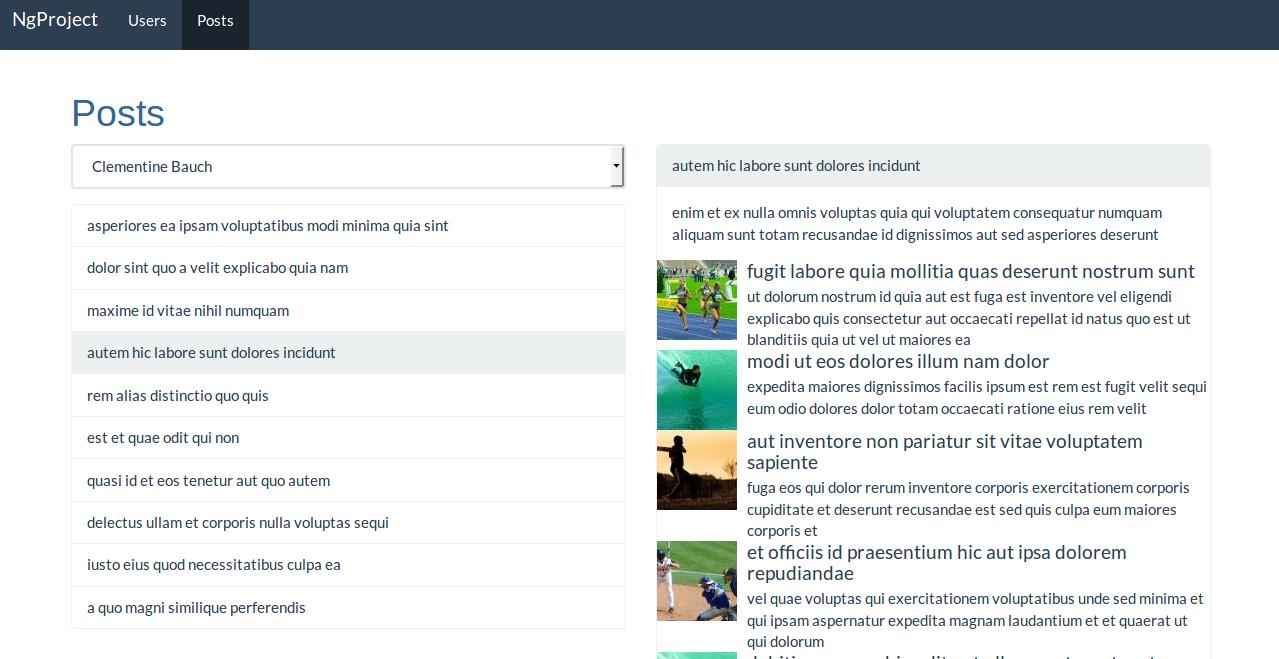 NgProject Users Posts
Posts
Clementine Bauch
asperiores ea ipsam voluptatibus modi minima quia sint
dolor sint quo a velit explicabo quia nam
maxime id vitae nihil numquam
autem hic labore sunt dolores incidunt
rem alias distinctio quo quis
est et quae odit qui non
quasi id et eos tenetur aut quo autem
delectus ullam et corporis nulla voluptas sequi
iusto eius quod necessitatibus culpa ea
a quo magni similique perferendis
autem hic labore sunt dolores incidunt
enim et ex nulla omnis voluptas quia qui voluptatem consequatur numquam
aliquam sunt totam recusandae id dignissimos aut sed asperiores deserunt
fugit labore quia mollitia quas deserunt nostrum sunt
ut dolorum nostrum id quia aut est fuga est inventore vel eligendi
explicabo quis consectetur aut occaecati repellat id natus quo est ut
blanditiis quia ut vel ut maiores ea
modi ut eos dolores illum nam dolor
expedita maiores dignissimos facilis ipsum est rem est fugit velit sequi
eum odio dolores dolor totam occaecati ratione eius rem velit
aut inventore non pariatur sit vitae voluptatem
sapiente
fuga eos qui dolor rerum inventore corporis exercitationem corporis
cupiditate et deserunt recusandae est sed quis culpa eum maiores
corporis et
et officiis id praesentium hic aut ipsa dolorem
repudiandae
vel quae voluptas qui exercitationem voluptatibus unde sed minima et
qui ipsam aspernatur expedita magnam laudantium et et quaerat ut
qui dolorum